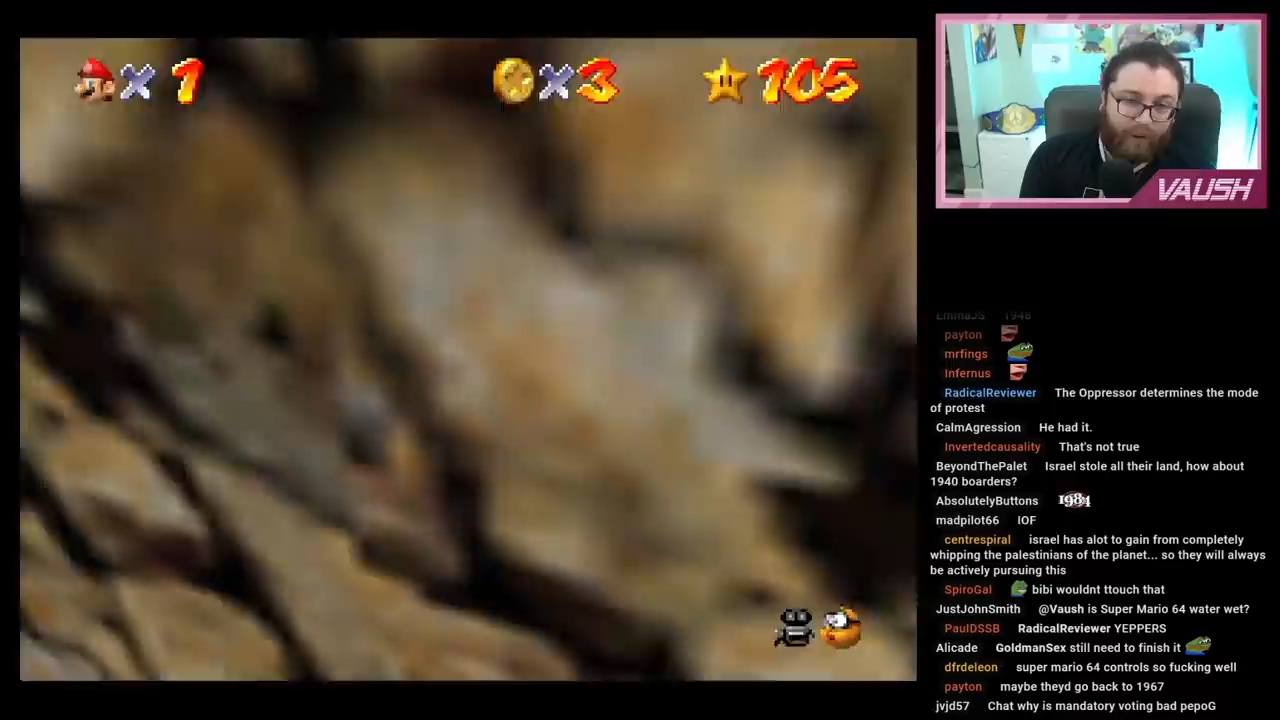 x 1
x 3
105
VAUSH
EmmaJS 1948
payton
mrfings
Infernus
RadicalReviewer The Oppressor determines the mode
of protest
CalmAgression He had it.
Invertedcausality That's not true
BeyondThePalet Israel stole all their land, how about
1940 boarders?
AbsolutelyButtons 1984
madpilot66 IOF
centrespiral israel has alot to gain from completely
whipping the palestinians of the planet... so they will always
be actively pursuing this
SpiroGal bibi wouldnt ttouch that
JustJohnSmith @Vaush is Super Mario 64 water wet?
PaulDSSB RadicalReviewer YEPPERS
Alicade GoldmanSex still need to finish it
dfrdeleon super mario 64 controls so fucking well
payton maybe theyd go back to 1967
jvjd57 Chat why is mandatory voting bad pepoG